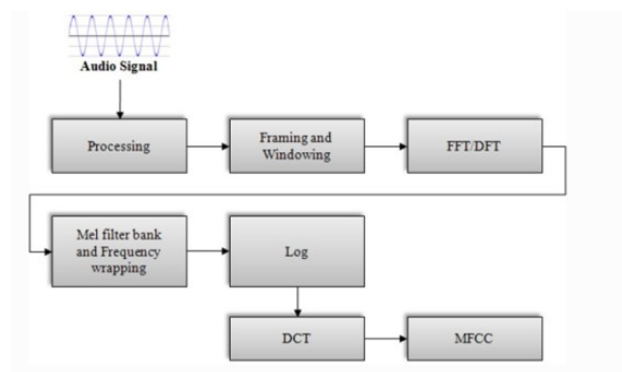 Audio Signal
Processing
Framing and
Windowing
FFT/DFT
Mel filter bank
and Frequency
wrapping
Log
DCT
MFCC